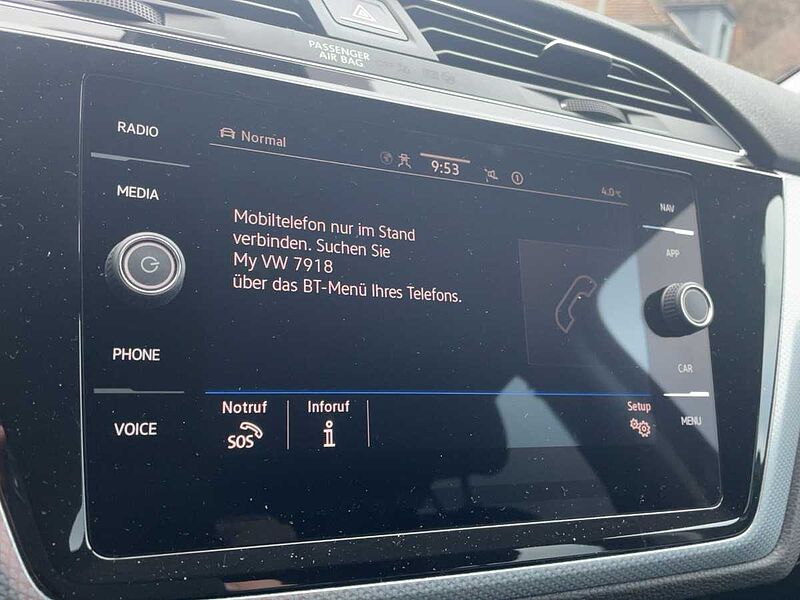 PASSENGER
AIR BAG
RADIO
MEDIA
PHONE
VOICE
Normal
9:53
1
4.0°C
Mobiltelefon nur im Stand
verbinden. Suchen Sie
My VW 7918
über das BT-Menü Ihres Telefons.
Notruf
SOS
Inforuf
i
Setup
NAV
APP
CAR
MENU